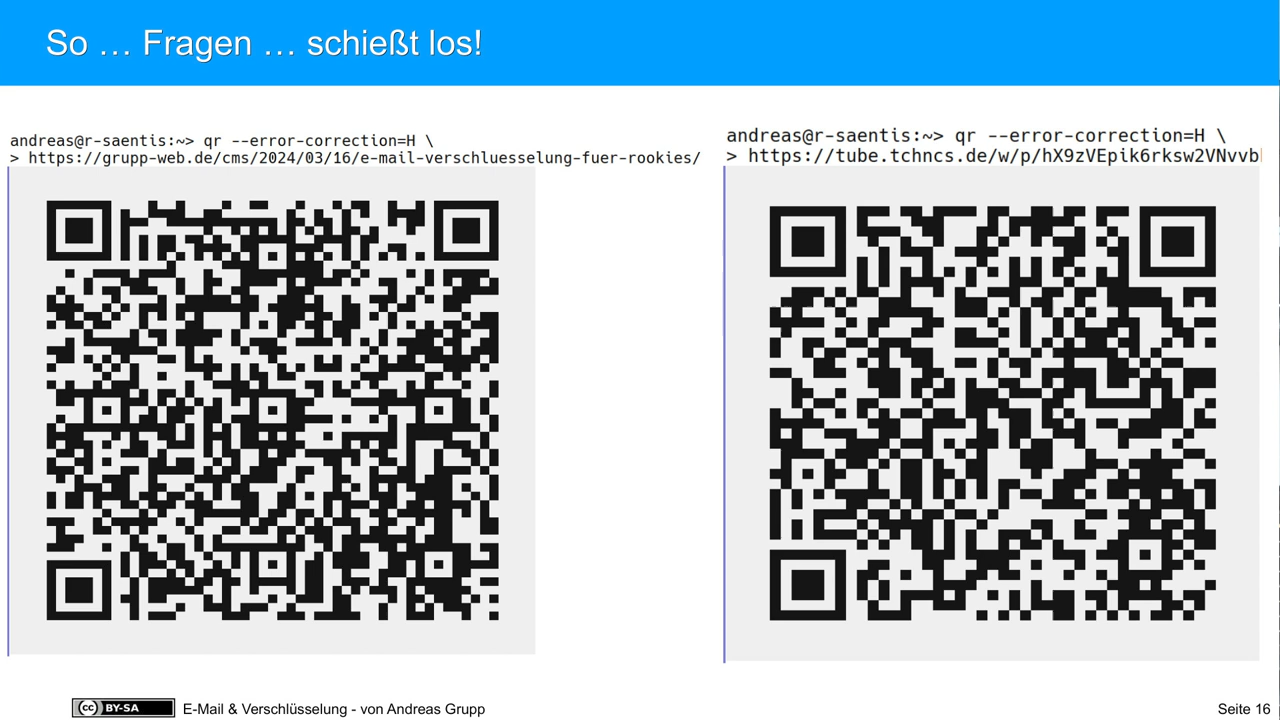 So … Fragen … schießt los!
andreas@r-saentis:~> qr --error-correction=H \
> https://grupp-web.de/cms/2024/03/16/e-mail-verschluesselung-fuer-rookies/
andreas@r-saentis:~> qr --error-correction=H \
> https://tube.tchncs.de/w/p/hX9zVEpik6rksw2VNvvb
cc BY-SA
E-Mail & Verschlüsselung - von Andreas Grupp
Seite 16